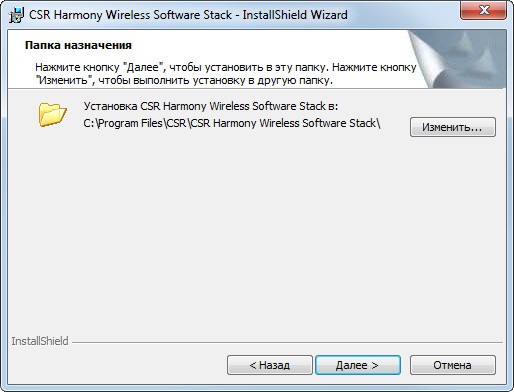 CSR Harmony Wireless Software Stack - InstallShield Wizard
Папка назначения
Нажмите кнопку "Далее", чтобы установить в эту папку. Нажмите кнопку
"Изменить", чтобы выполнить установку в другую папку.
Установка CSR Harmony Wireless Software Stack в:
C:\Program Files\CSR\CSR Harmony Wireless Software Stack\
Изменить...
InstallShield
< Назад
Далее >
Отмена